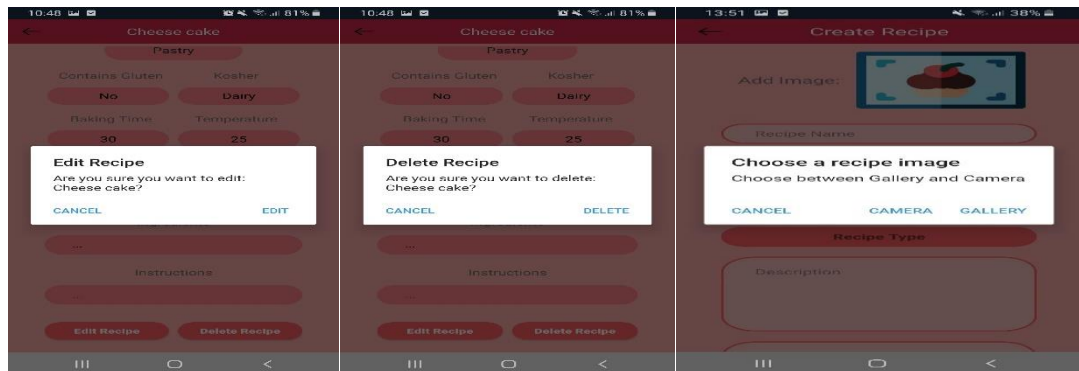 10:48
81%
Cheese cake
Pastry
Contains Gluten Kosher
No Dairy
Baking Time Temperature
30 25
Edit Recipe
Are you sure you want to edit:
Cheese cake?
CANCEL EDIT
...
Instructions
...
Edit Recipe Delete Recipe
10:48
81%
Cheese cake
Pastry
Contains Gluten Kosher
No Dairy
Baking Time Temperature
30 25
Delete Recipe
Are you sure you want to delete:
Cheese cake?
CANCEL DELETE
...
Instructions
...
Edit Recipe Delete Recipe
13:51
38%
Create Recipe
Add Image:
Recipe Name
Choose a recipe image
Choose between Gallery and Camera
CANCEL CAMERA GALLERY
Recipe Type
Description